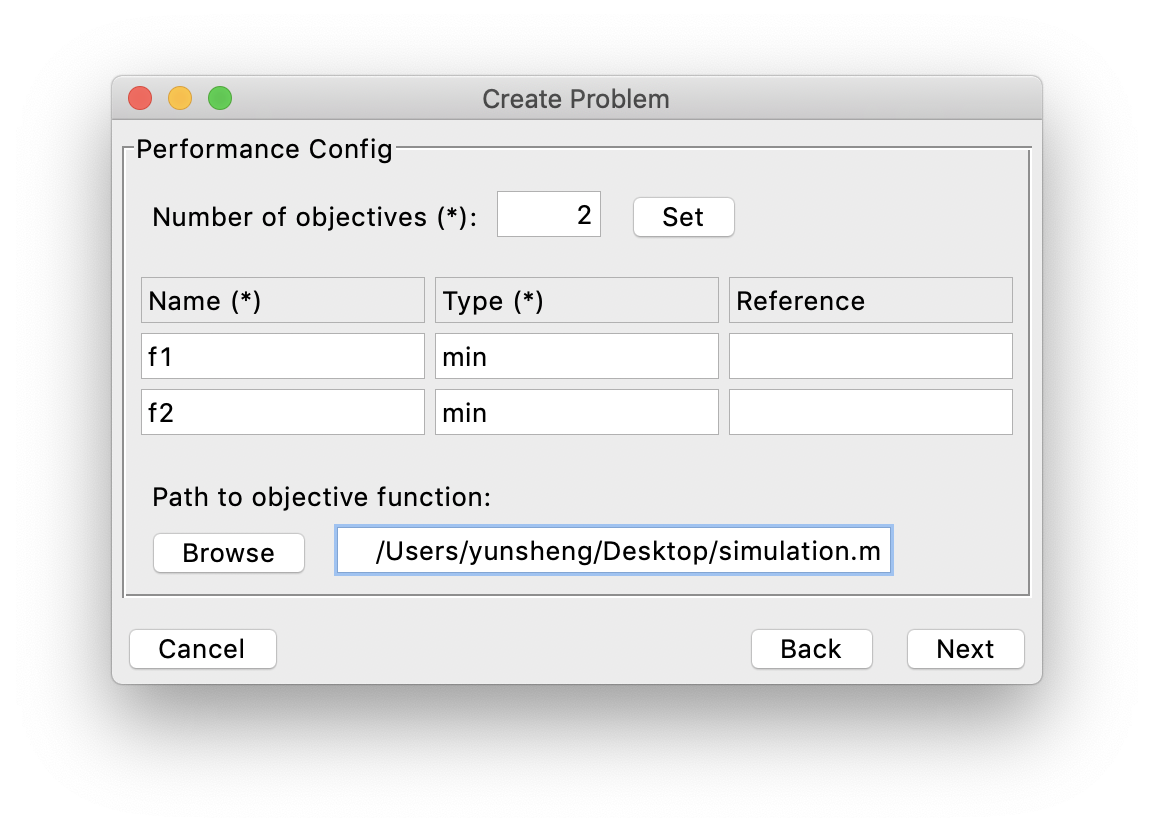 Create Problem
Performance Config
Number of objectives (*): 2 Set
Name (*) Type (*) Reference
f1 min
f2 min
Path to objective function:
Browse /Users/yunsheng/Desktop/simulation.m
Cancel Back Next